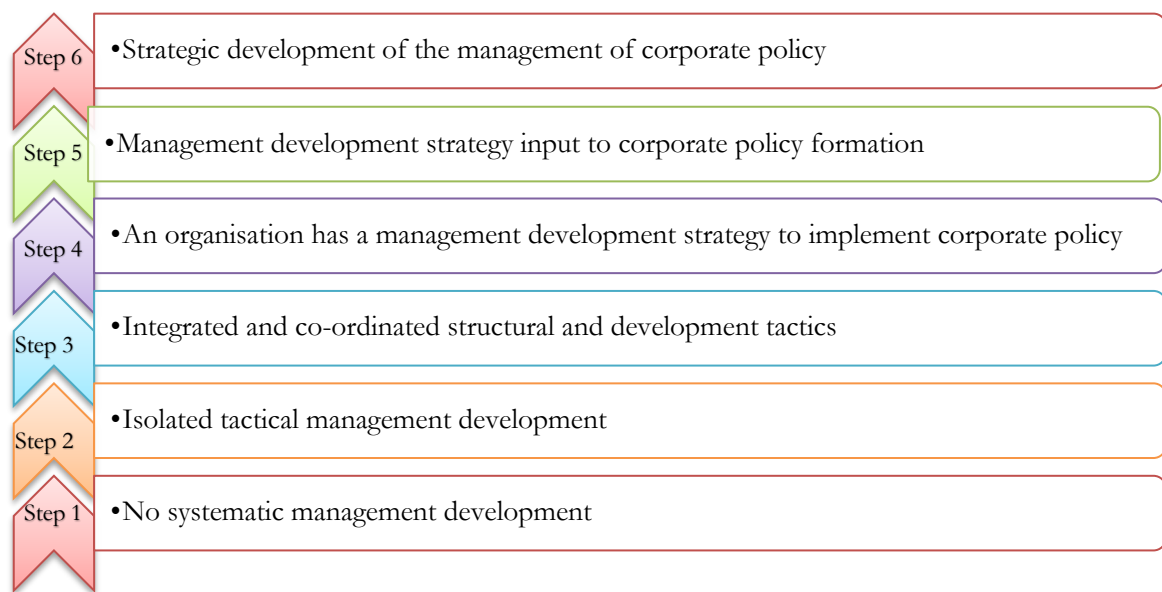 Step 6
•Strategic development of the management of corporate policy
Step 5
•Management development strategy input to corporate policy formation
Step 4
•An organisation has a management development strategy to implement corporate policy
Step 3
•Integrated and co-ordinated structural and development tactics
Step 2
•Isolated tactical management development
Step 1
•No systematic management development